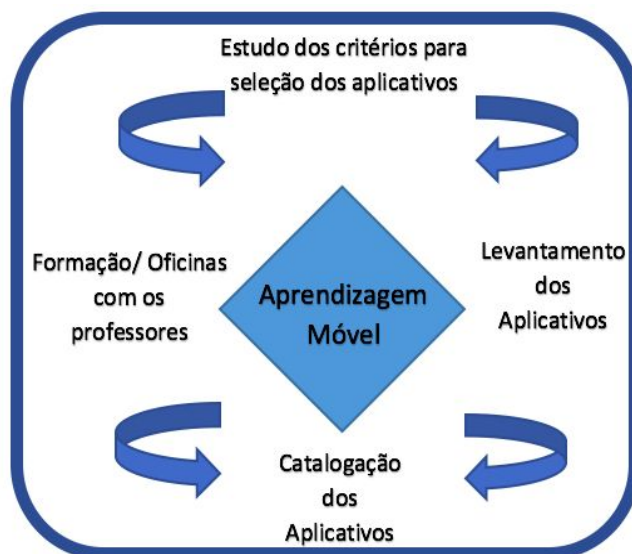 Estudo dos critérios para
seleção dos aplicativos
Formação/ Oficinas
com os
professores
Aprendizagem
Móvel
Levantamento
dos
Aplicativos
Catalogação
dos
Aplicativos